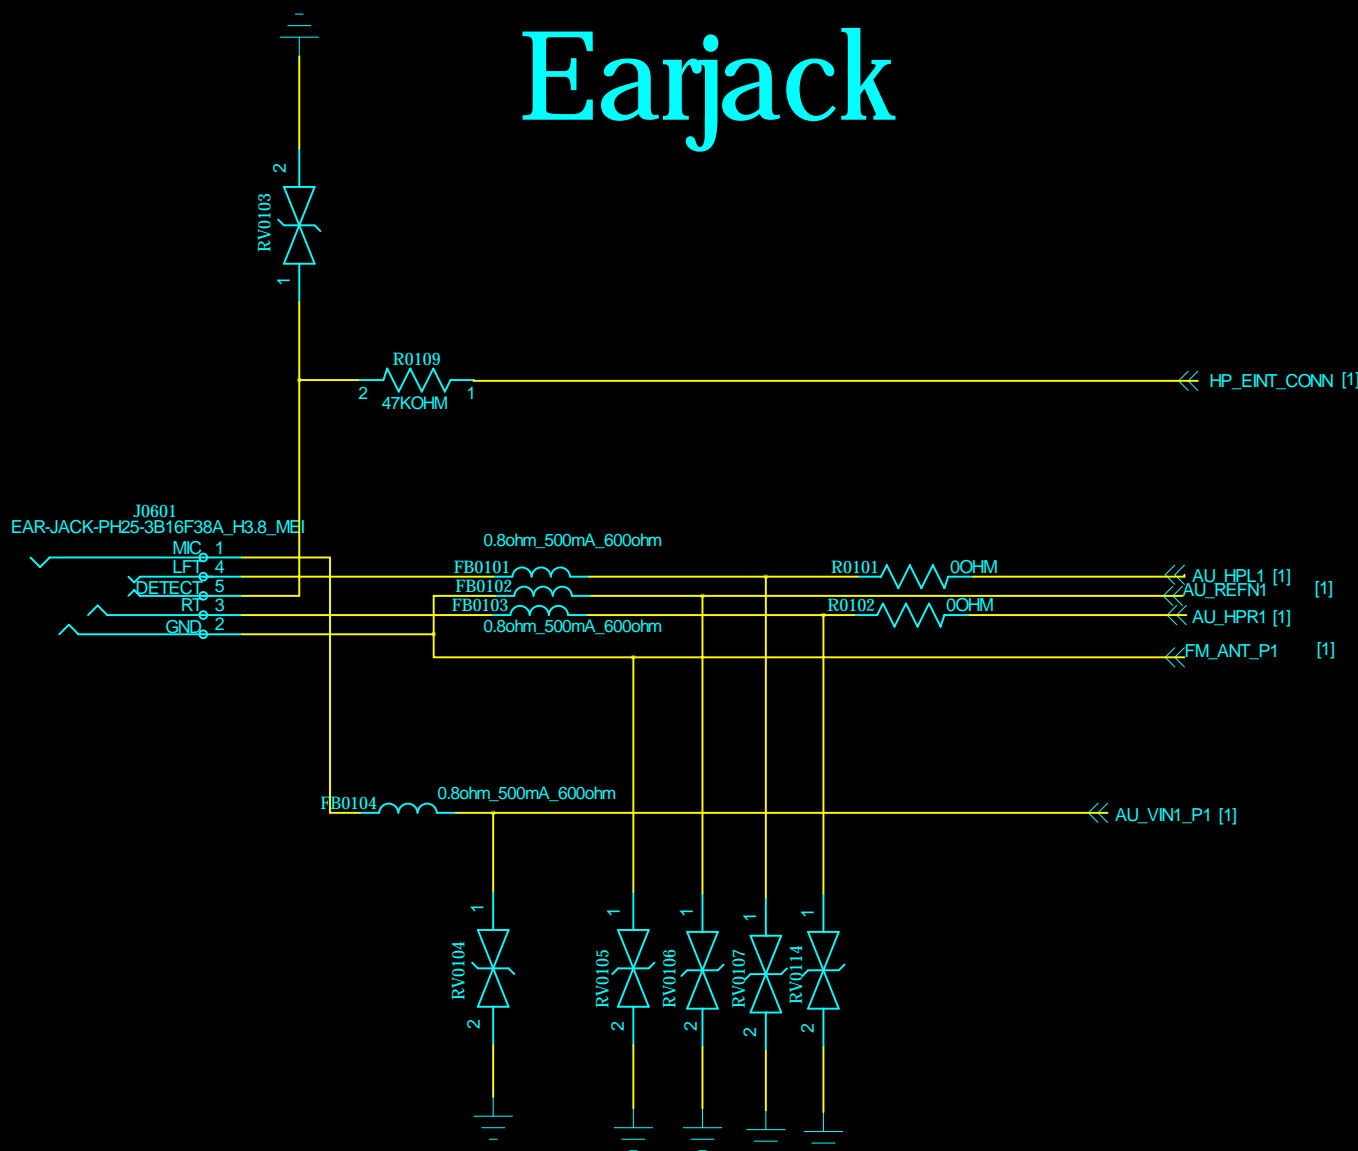 Earjack
2
RV0103
1
R0109
2
47KOHM
1
HP_EINT_CONN [1]
J0601
EAR-JACK-PH25-3B16F38A_H3.8_MEI
0.8ohm_500mA_600ohm
MIC 1
LFT 4
DETECT 5
RT 3
GND 2
FB0101
FB0102
FB0103
0.8ohm_500mA_600ohm
R0101 0OHM
R0102 0OHM
AU_HPL1 [1]
AU_REFN1 [1]
AU_HPR1 [1]
FM_ANT_P1 [1]
FB0104
0.8ohm_500mA_600ohm
AU_VIN1_P1 [1]
1
RV0104
2
1
RV0105
2
1
RV0106
2
1
RV0107
2
1
RV0114
2